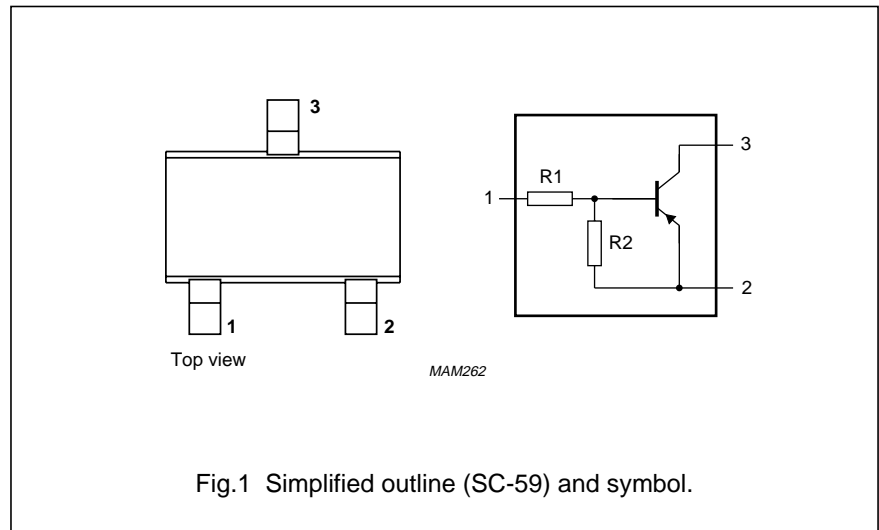 3
1
2
Top view
1
R1
R2
3
2
MAM262
Fig.1 Simplified outline (SC-59) and symbol.